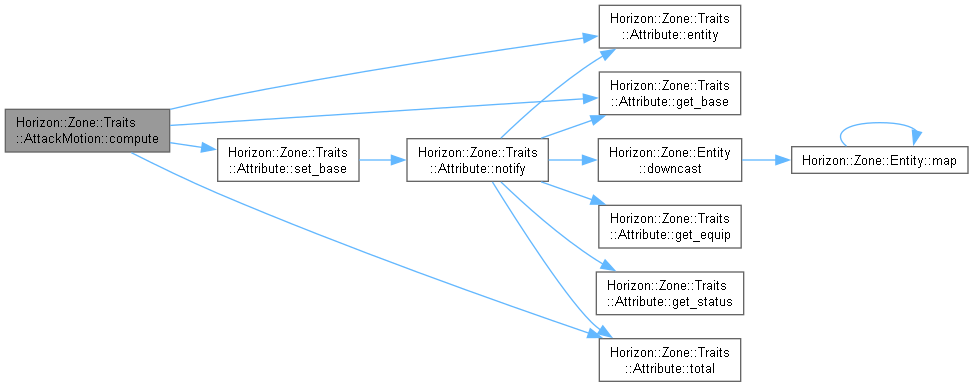 Horizon::Zone::Traits
::AttackMotion::compute
Horizon::Zone::Traits
::Attribute::set_base
Horizon::Zone::Traits
::Attribute::notify
Horizon::Zone::Traits
::Attribute::entity
Horizon::Zone::Traits
::Attribute::get_base
Horizon::Zone::Entity
::downcast
Horizon::Zone::Traits
::Attribute::get_equip
Horizon::Zone::Traits
::Attribute::get_status
Horizon::Zone::Traits
::Attribute::total
Horizon::Zone::Entity::map